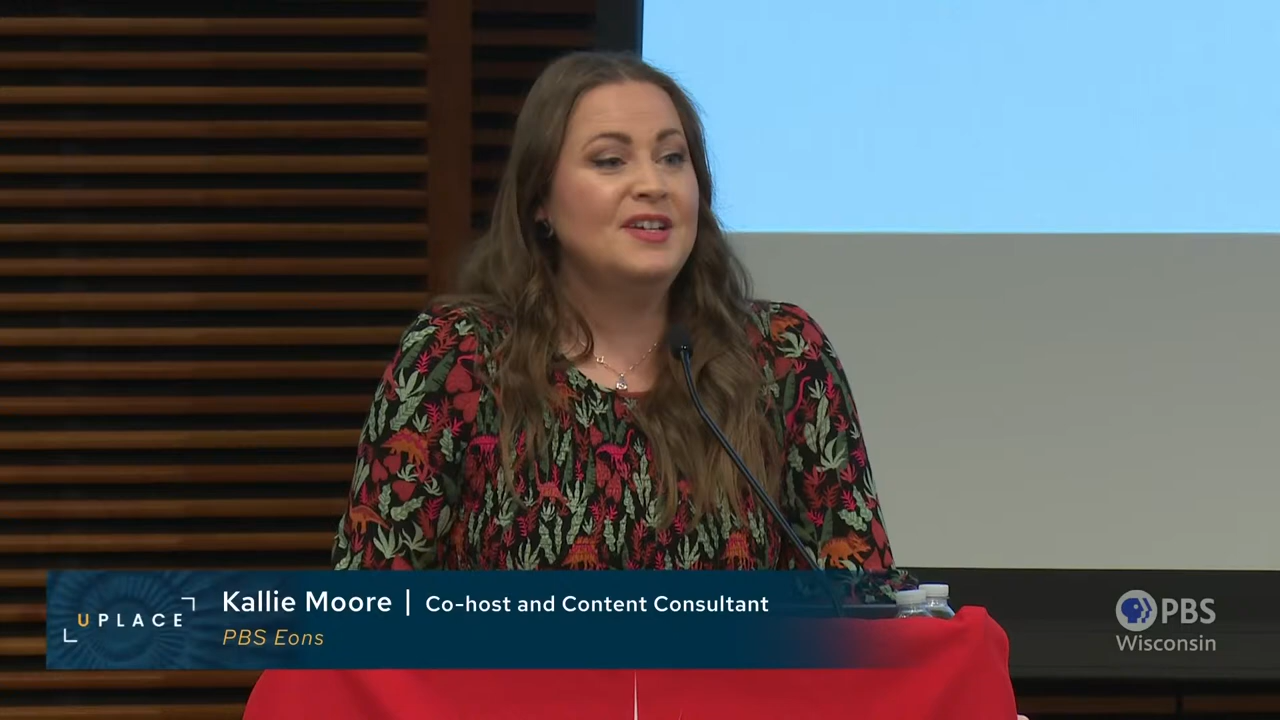 UPLACE
Kallie Moore | Co-host and Content Consultant
PBS Eons
PBS
Wisconsin